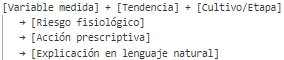 [Variable medida] + [Tendencia] + [Cultivo/Etapa]
→ [Riesgo fisiológico]
→ [Acción prescriptiva]
→ [Explicación en lenguaje natural]